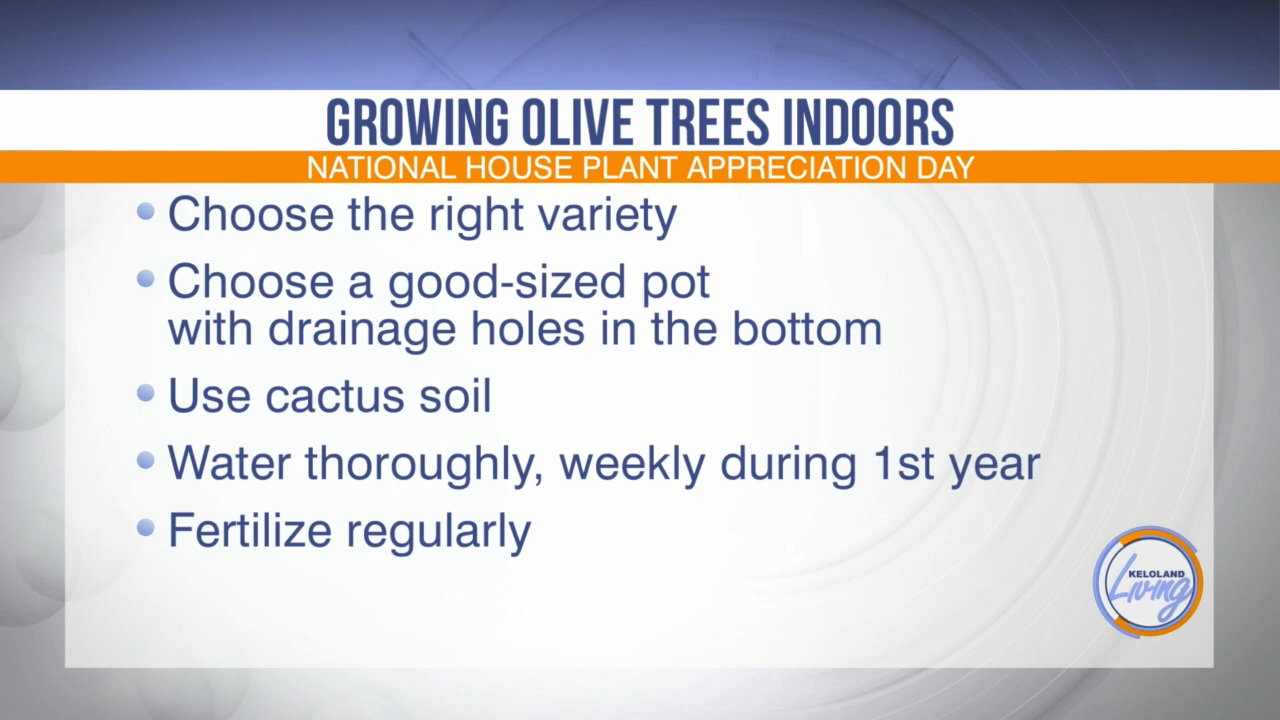 GROWING OLIVE TREES INDOORS
NATIONAL HOUSE PLANT APPRECIATION DAY
• Choose the right variety
• Choose a good-sized pot
with drainage holes in the bottom
• Use cactus soil
• Water thoroughly, weekly during 1st year
• Fertilize regularly
KELOLAND
Living